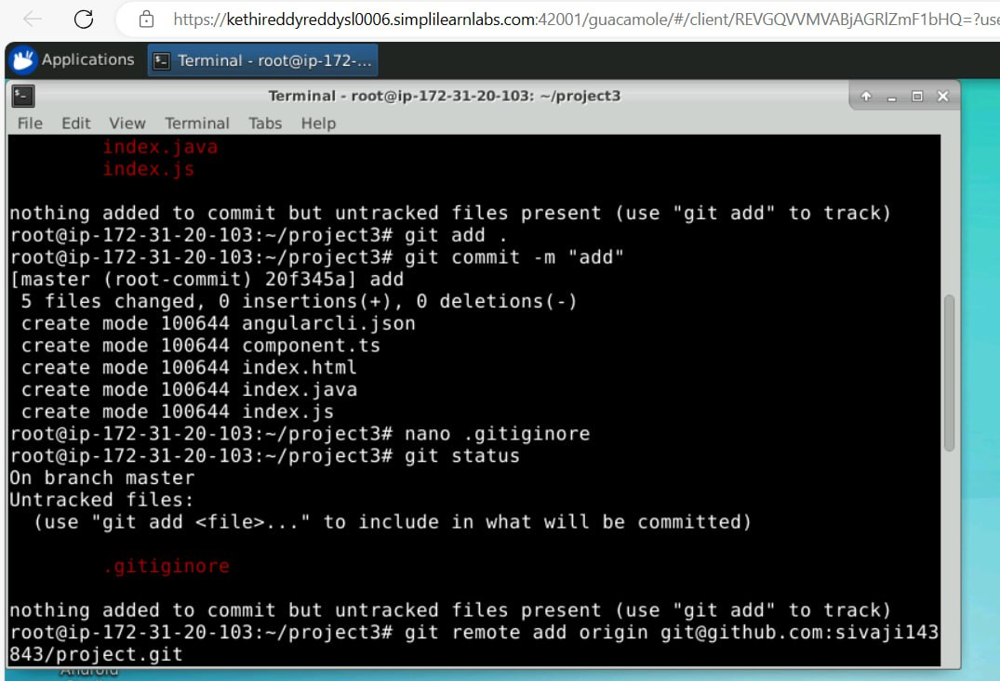 https://kethireddyreddysl0006.simplilearnlabs.com:42001/guacamole/#/client/REVGQVVMVABjAGRlZmF1bHQ=?use
Applications
Terminal - root@ip-172-...
Terminal - root@ip-172-31-20-103: ~/project3
File Edit View Terminal Tabs Help
index.java
index.js
nothing added to commit but untracked files present (use "git add" to track)
root@ip-172-31-20-103:~/project3# git add .
root@ip-172-31-20-103:~/project3# git commit -m "add"
[master (root-commit) 20f345a] add
5 files changed, 0 insertions(+), 0 deletions(-)
create mode 100644 angularcli.json
create mode 100644 component.ts
create mode 100644 index.html
create mode 100644 index.java
create mode 100644 index.js
root@ip-172-31-20-103:~/project3# nano .gitiginore
root@ip-172-31-20-103:~/project3# git status
On branch master
Untracked files:
(use "git add <file>..." to include in what will be committed)
.gitiginore
nothing added to commit but untracked files present (use "git add" to track)
root@ip-172-31-20-103:~/project3# git remote add origin git@github.com:sivaji143
843/project.git
Android